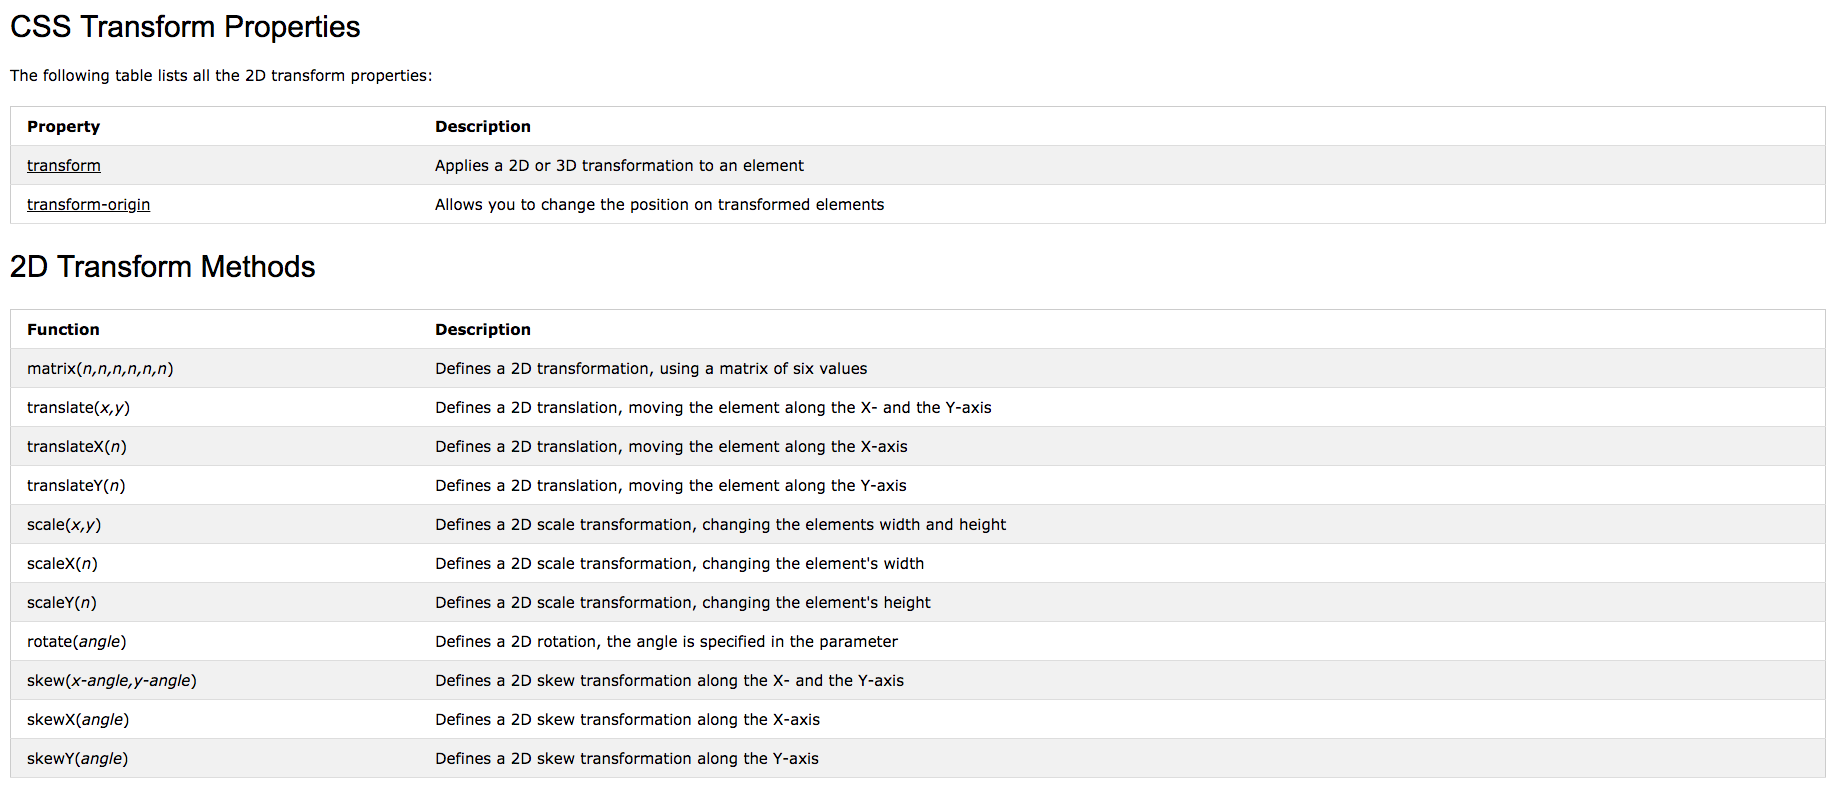 CSS Transform Properties
The following table lists all the 2D transform properties:
Property Description
transform Applies a 2D or 3D transformation to an element
transform-origin Allows you to change the position on transformed elements
2D Transform Methods
Function Description
matrix(n,n,n,n,n,n) Defines a 2D transformation, using a matrix of six values
translate(x,y) Defines a 2D translation, moving the element along the X- and the Y-axis
translateX(n) Defines a 2D translation, moving the element along the X-axis
translateY(n) Defines a 2D translation, moving the element along the Y-axis
scale(x,y) Defines a 2D scale transformation, changing the elements width and height
scaleX(n) Defines a 2D scale transformation, changing the element's width
scaleY(n) Defines a 2D scale transformation, changing the element's height
rotate(angle) Defines a 2D rotation, the angle is specified in the parameter
skew(x-angle,y-angle) Defines a 2D skew transformation along the X- and the Y-axis
skewX(angle) Defines a 2D skew transformation along the X-axis
skewY(angle) Defines a 2D skew transformation along the Y-axis